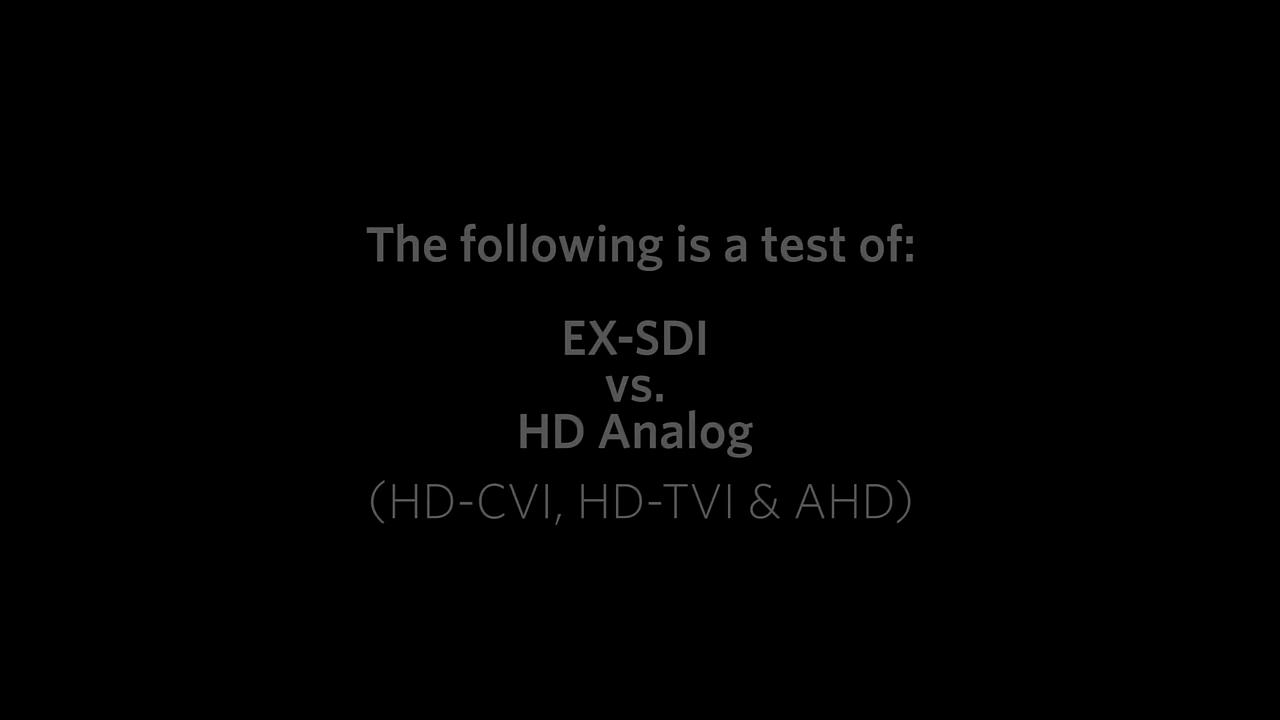 The following is a test of:
EX-SDI
vs.
HD Analog
(HD-CVI, HD-TVI & AHD)